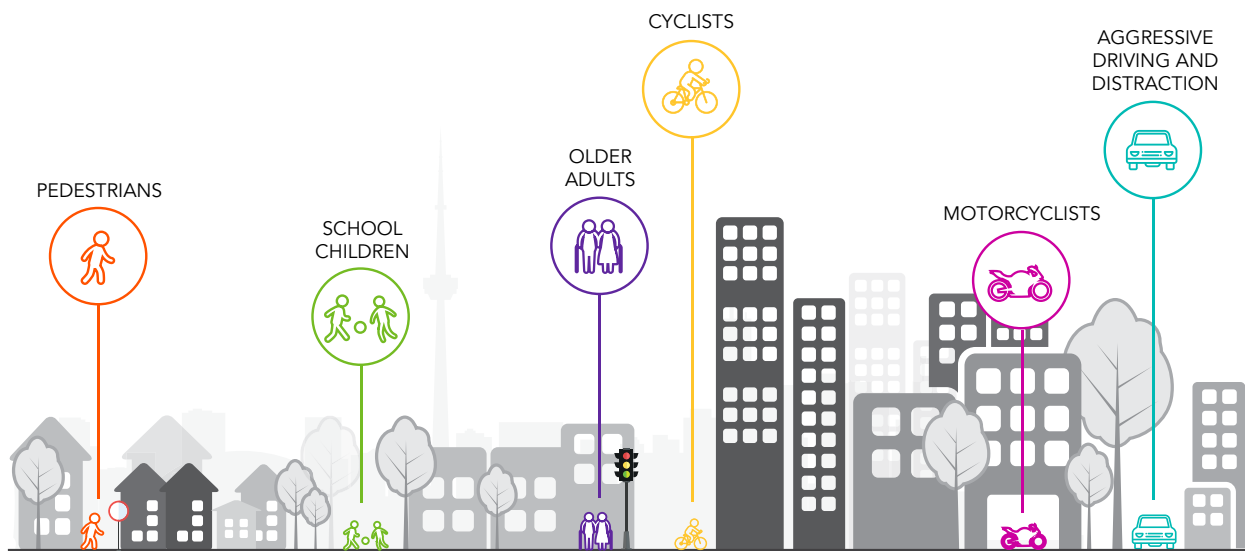 PEDESTRIANS
SCHOOL
CHILDREN
OLDER
ADULTS
CYCLISTS
MOTORCYCLISTS
AGGRESSIVE
DRIVING AND
DISTRACTION